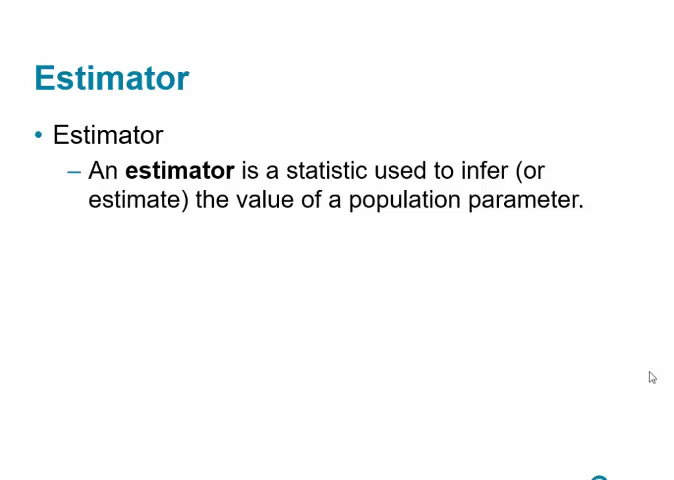 Estimator
• Estimator
– An estimator is a statistic used to infer (or
estimate) the value of a population parameter.